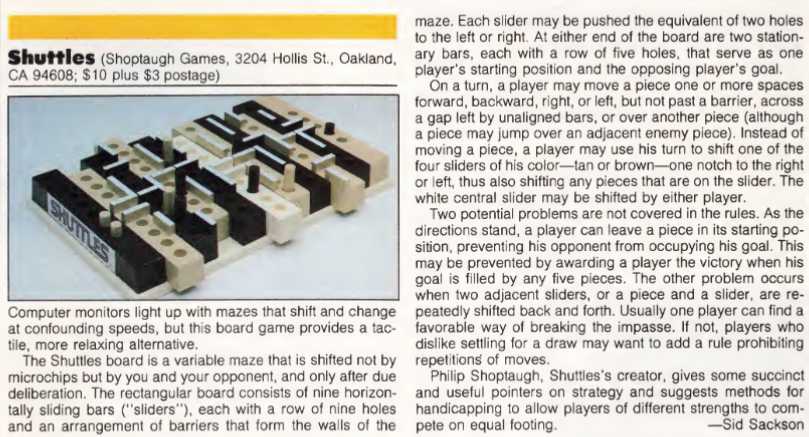 Shuttles (Shoptaugh Games, 3204 Hollis St., Oakland,
CA 94608; $10 plus $3 postage)
SHUTTLES
Computer monitors light up with mazes that shift and change
at confounding speeds, but this board game provides a tac-
tile, more relaxing alternative.
The Shuttles board is a variable maze that is shifted not by
microchips but by you and your opponent, and only after due
deliberation. The rectangular board consists of nine horizon-
tally sliding bars ("sliders"), each with a row of nine holes
and an arrangement of barriers that form the walls of the
maze. Each slider may be pushed the equivalent of two holes
to the left or right. At either end of the board are two station-
ary bars, each with a row of five holes, that serve as one
player's starting position and the opposing player's goal.
On a turn, a player may move a piece one or more spaces
forward, backward, right, or left, but not past a barrier, across
a gap left by unaligned bars, or over another piece (although
a piece may jump over an adjacent enemy piece). Instead of
moving a piece, a player may use his turn to shift one of the
four sliders of his color—tan or brown—one notch to the right
or left, thus also shifting any pieces that are on the slider. The
white central slider may be shifted by either player.
Two potential problems are not covered in the rules. As the
directions stand, a player can leave a piece in its starting po-
sition, preventing his opponent from occupying his goal. This
may be prevented by awarding a player the victory when his
goal is filled by any five pieces. The other problem occurs
when two adjacent sliders, or a piece and a slider, are re-
peatedly shifted back and forth. Usually one player can find a
favorable way of breaking the impasse. If not, players who
dislike settling for a draw may want to add a rule prohibiting
repetitions of moves.
Philip Shoptaugh, Shuttles's creator, gives some succinct
and useful pointers on strategy and suggests methods for
handicapping to allow players of different strengths to com-
pete on equal footing. —Sid Sackson